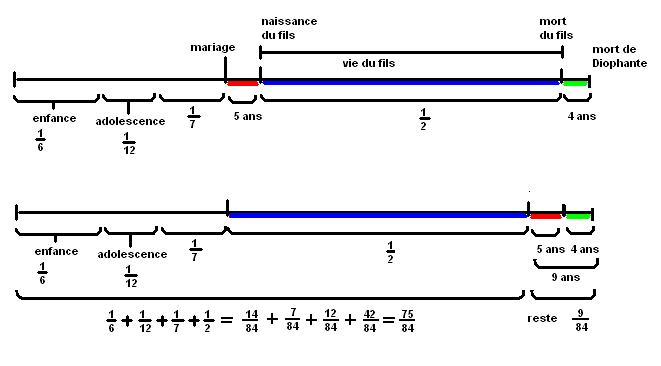 naissance
du fils
mort
du fils
mariage
vie du fils
mort de
Diophante
enfance
1/6
adolescence
1/12
1/7
5 ans
1/2
4 ans
enfance
1/6
adolescence
1/12
1/7
1/2
5 ans
4 ans
9 ans
1/6 + 1/12 + 1/7 + 1/2 = 14/84 + 7/84 + 12/84 + 42/84 = 75/84
reste 9/84